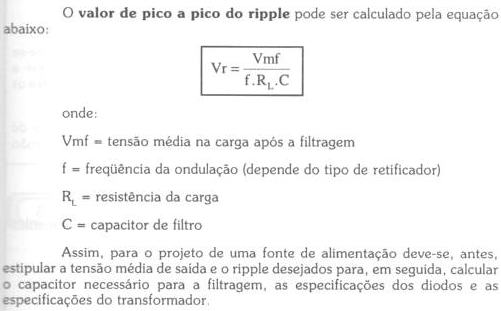 O valor de pico a pico do ripple pode ser calculado pela equação
abaixo:
Vr = Vmf / f.R_L.C
onde:
Vmf = tensão média na carga após a filtragem
f = freqüência da ondulação (depende do tipo de retificador)
R_L = resistência da carga
C = capacitor de filtro
Assim, para o projeto de uma fonte de alimentação deve-se, antes,
estipular a tensão média de saída e o ripple desejados para, em seguida, calcular
o capacitor necessário para a filtragem, as especificações dos diodos e as
especificações do transformador.